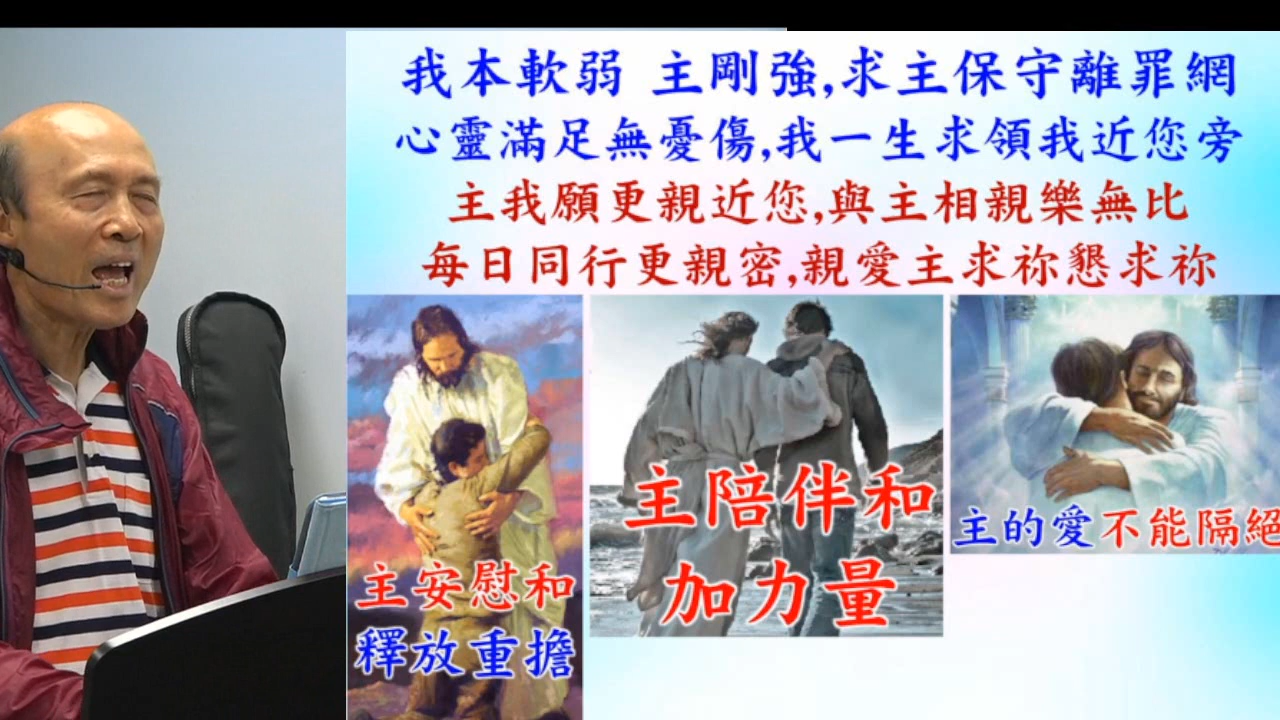 我本軟弱 主剛強,求主保守離罪網
心靈滿足無憂傷,我一生求領我近您旁
主我願更親近您,與主相親樂無比
每日同行更親密,親愛主求祢懇求祢
主安慰和
釋放重擔
主陪伴和
加力量
主的愛不能隔絕